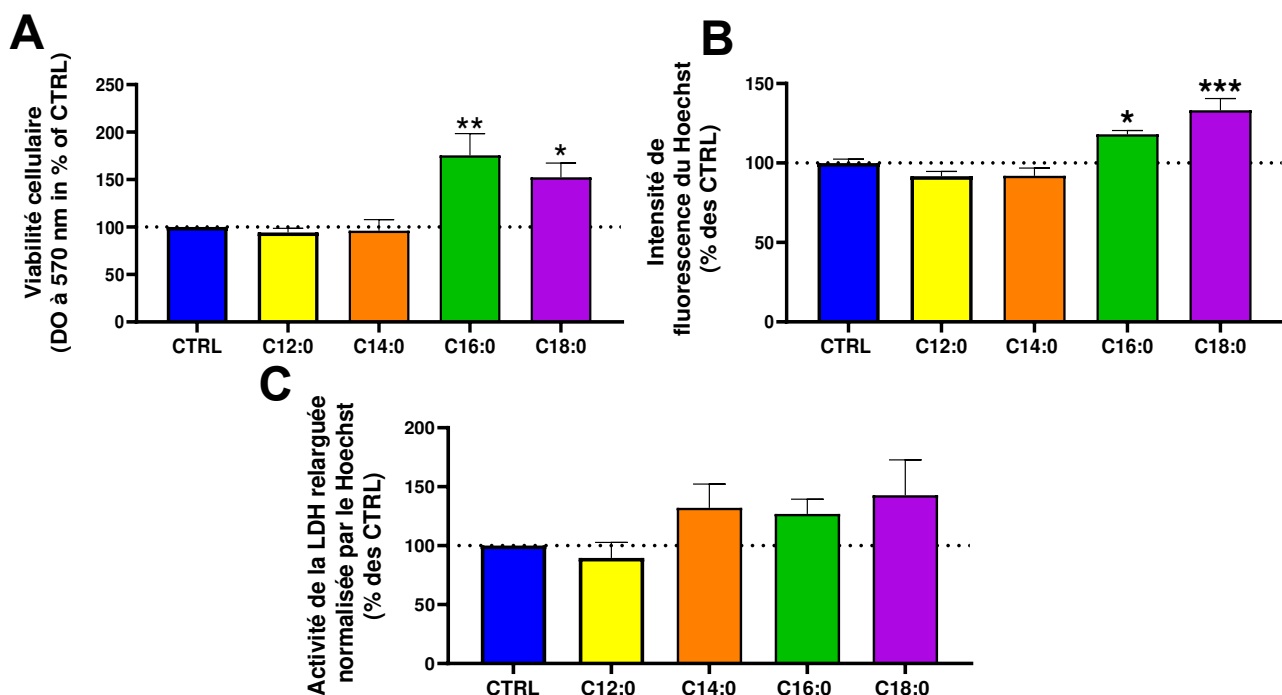 A
Viabilité cellulaire
(DO à 570 nm in % of CTRL)
250
200
150
100
50
0
**
*
CTRL C12:0 C14:0 C16:0 C18:0
B
Intensité de
fluorescence du Hoechst
(% des CTRL)
150
100
50
0
*
***
CTRL C12:0 C14:0 C16:0 C18:0
C
Activité de la LDH relarguée
normalisée par le Hoechst
(% des CTRL)
200
150
100
50
0
CTRL C12:0 C14:0 C16:0 C18:0